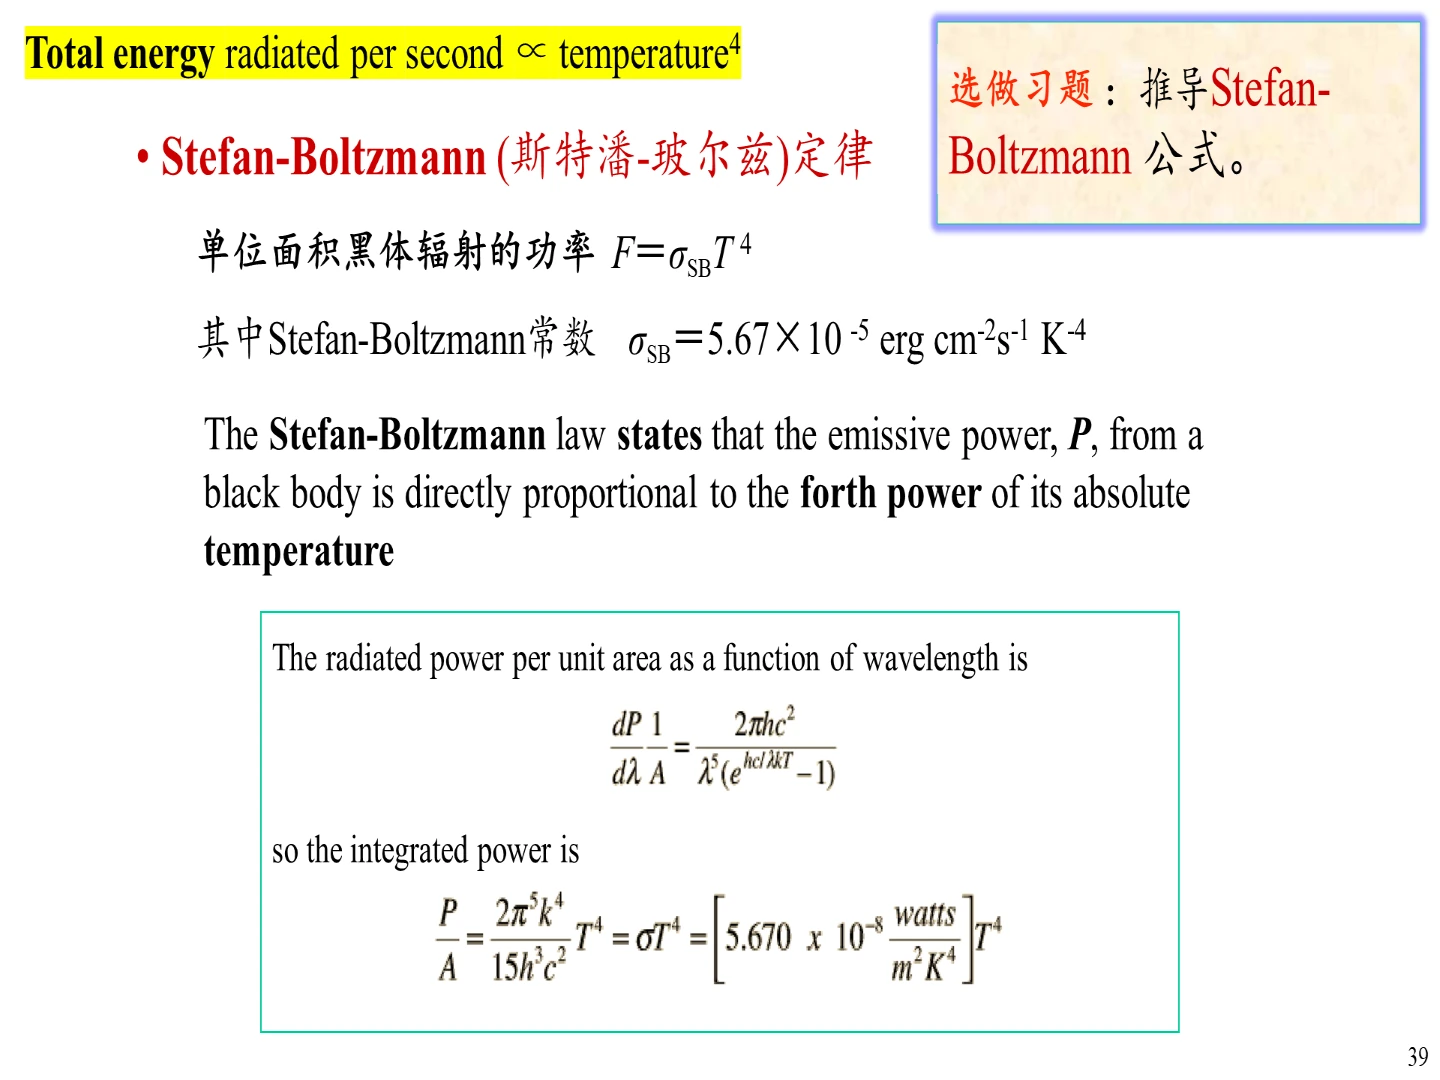 Total energy radiated per second ∝ temperature⁴
选做习题：推导Stefan-
Boltzmann 公式。
• Stefan-Boltzmann (斯特潘-玻尔兹)定律
单位面积黑体辐射的功率 F＝σ_SB T ⁴
其中Stefan-Boltzmann常数 σ_SB＝5.67×10 ⁻⁵ erg cm⁻²s⁻¹ K⁻⁴
The Stefan-Boltzmann law states that the emissive power, P, from a
black body is directly proportional to the forth power of its absolute
temperature
The radiated power per unit area as a function of wavelength is
dP/dλ 1/A = 2πhc² / λ⁵(e^{hc/λkT} − 1)
so the integrated power is
P/A = 2π⁵k⁴ / 15h³c² T⁴ = σT⁴ = [5.670 x 10⁻⁸ watts / m²K⁴] T⁴
39